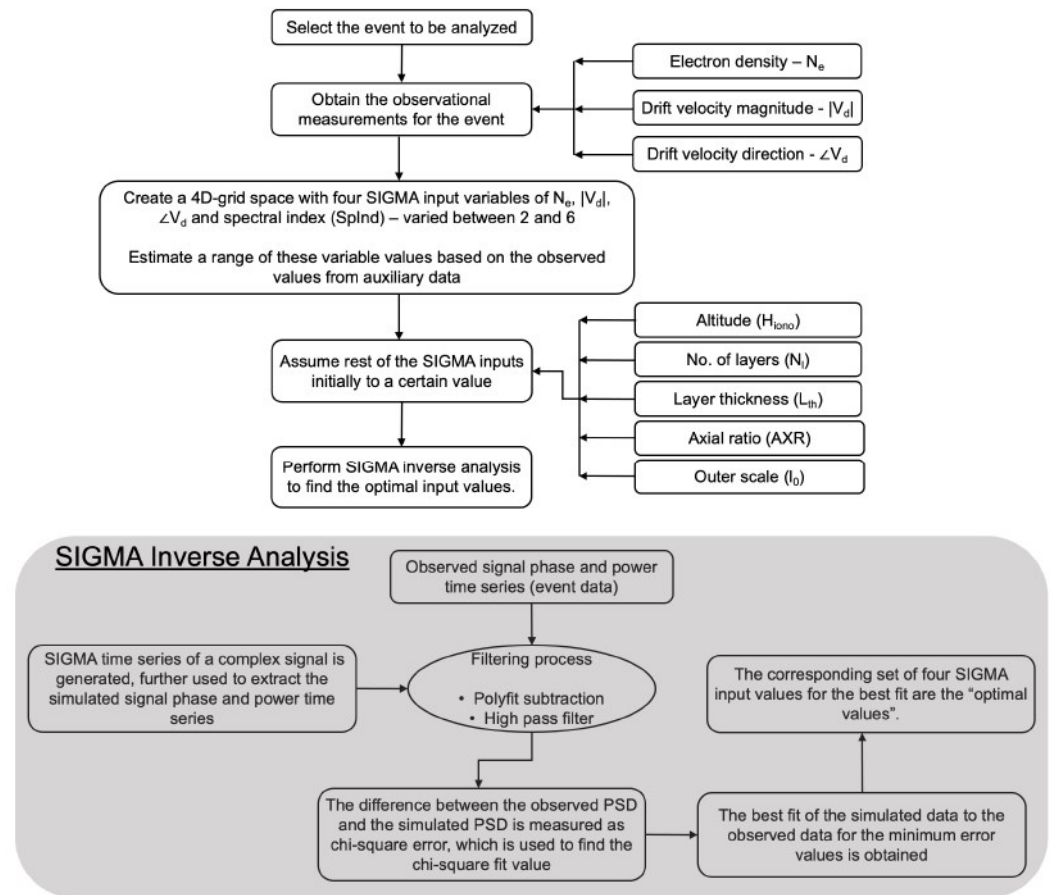 Select the event to be analyzed
Obtain the observational
measurements for the event
Electron density – Ne
Drift velocity magnitude - |Vd|
Drift velocity direction - ∠Vd
Create a 4D-grid space with four SIGMA input variables of Ne, |Vd|,
∠Vd and spectral index (SpInd) – varied between 2 and 6
Estimate a range of these variable values based on the observed
values from auxiliary data
Assume rest of the SIGMA inputs
initially to a certain value
Altitude (Hiono)
No. of layers (Nl)
Layer thickness (Lth)
Axial ratio (AXR)
Outer scale (l0)
Perform SIGMA inverse analysis
to find the optimal input values.
SIGMA Inverse Analysis
Observed signal phase and power
time series (event data)
SIGMA time series of a complex signal is
generated, further used to extract the
simulated signal phase and power time
series
Filtering process
• Polyfit subtraction
• High pass filter
The corresponding set of four SIGMA
input values for the best fit are the “optimal
values”.
The difference between the observed PSD
and the simulated PSD is measured as
chi-square error, which is used to find the
chi-square fit value
The best fit of the simulated data to the
observed data for the minimum error
values is obtained